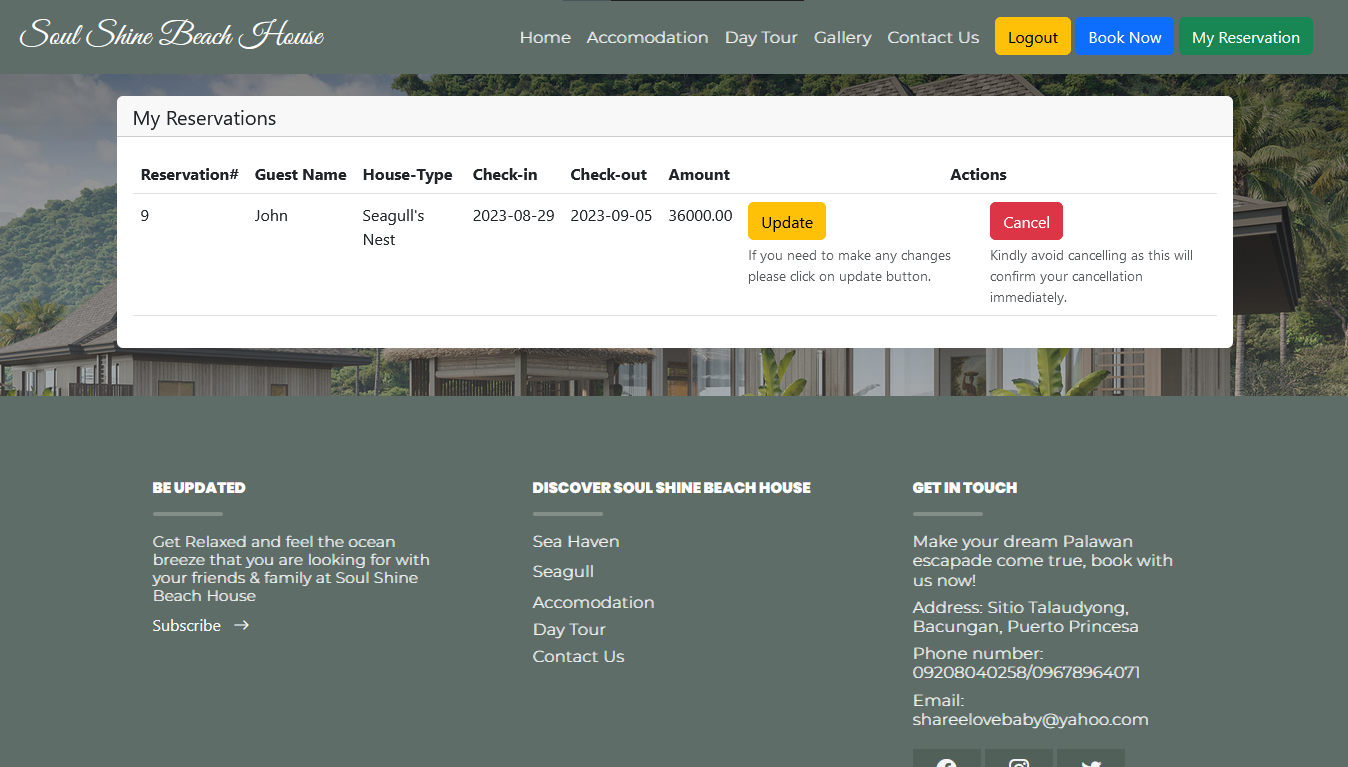 Soul Shine Beach House
Home Accomodation Day Tour Gallery Contact Us Logout Book Now My Reservation
My Reservations
Reservation# Guest Name House-Type Check-in Check-out Amount Actions
9 John Seagull's Nest 2023-08-29 2023-09-05 36000.00
Update
If you need to make any changes
please click on update button.
Cancel
Kindly avoid cancelling as this will
confirm your cancellation
immediately.
BE UPDATED
Get Relaxed and feel the ocean
breeze that you are looking for with
your friends & family at Soul Shine
Beach House
Subscribe →
DISCOVER SOUL SHINE BEACH HOUSE
Sea Haven
Seagull
Accomodation
Day Tour
Contact Us
GET IN TOUCH
Make your dream Palawan
escapade come true, book with
us now!
Address: Sitio Talaudyong,
Bacungan, Puerto Princesa
Phone number:
09208040258/09678964071
Email:
shareelovebaby@yahoo.com